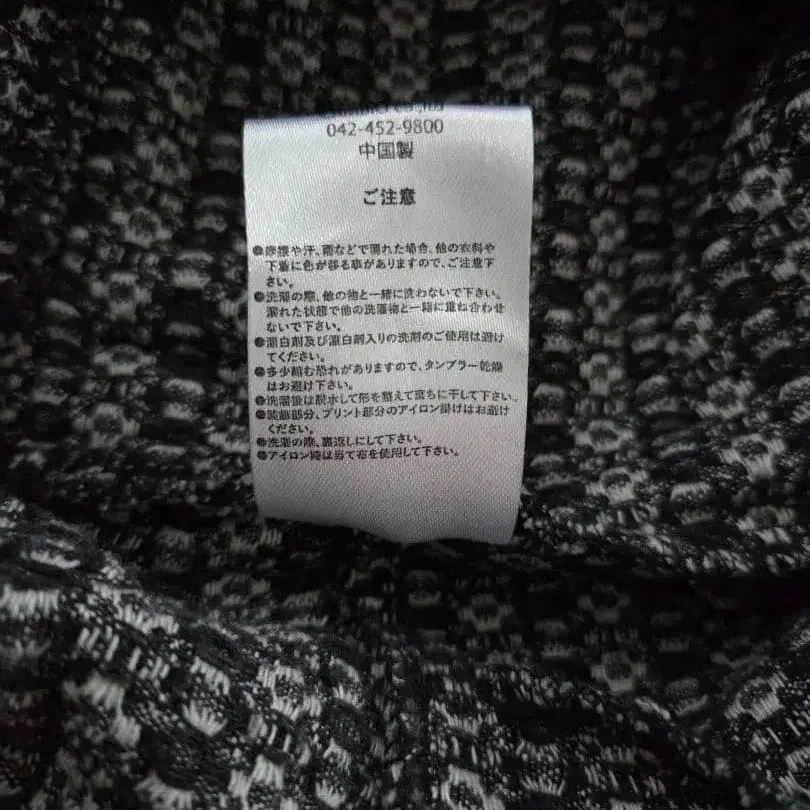 042-452-9800
中国製
ご注意
●摩擦や汗、雨などで濡れた場合、他の衣料や
下着に色が移る事がありますので、ご注意下
さい。
●洗濯の際、他の物と一緒に洗わないで下さい。
濡れた状態で他の洗濯物と一緒に重ね合わせ
ないで下さい。
●漂白剤及び漂白剤入りの洗剤のご使用は避け
てください。
●多少縮む恐れがありますので、タンブラー乾燥
はお避け下さい。
●洗濯後は脱水して形を整えて直ちに干して下さい。
●装飾部分、プリント部分のアイロン掛けはお避け
ください。
●洗濯の際、裏返しにして下さい。
●アイロン時は当て布を使用して下さい。